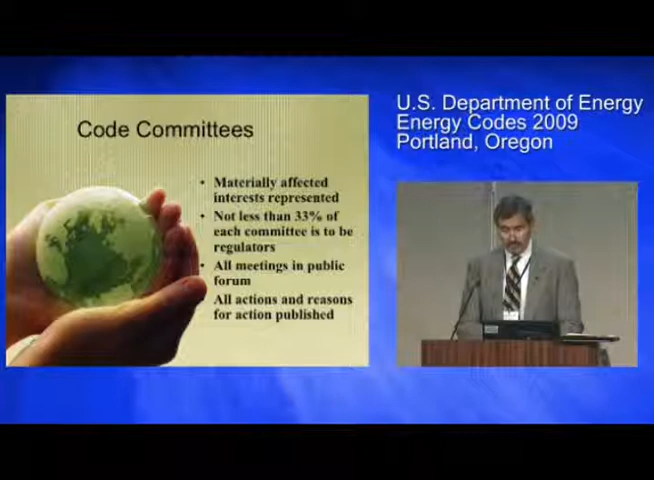 Code Committees
• Materially affected
interests represented
• Not less than 33% of
each committee is to be
regulators
• All meetings in public
forum
• All actions and reasons
for action published
U.S. Department of Energy
Energy Codes 2009
Portland, Oregon